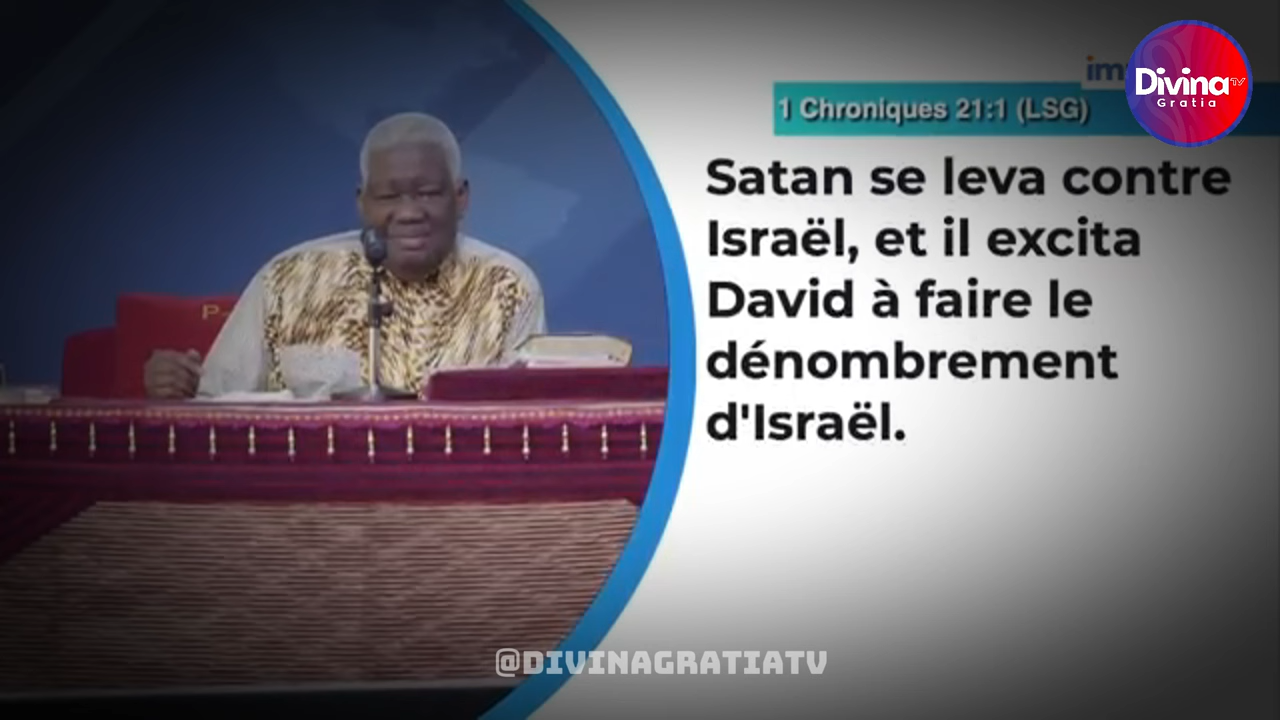 Divina TV
Gratia
1 Chroniques 21:1 (LSG)
Satan se leva contre
Israël, et il excita
David à faire le
dénombrement
d'Israël.
@DIVINAGRATIATV